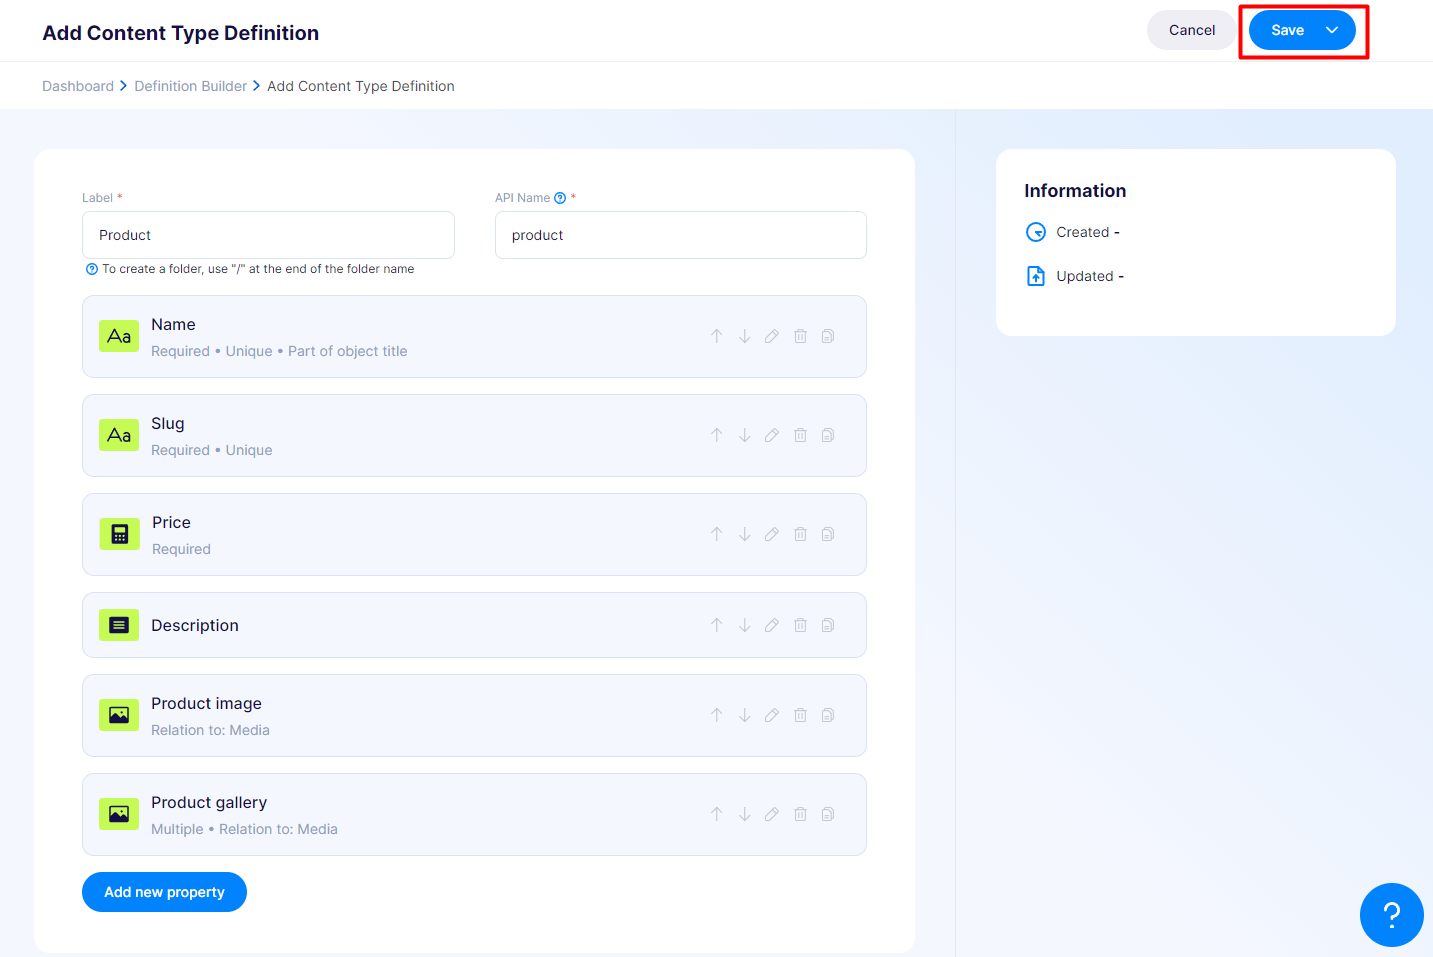 Add Content Type Definition
Cancel
Save
Dashboard > Definition Builder > Add Content Type Definition
Label *
API Name ? *
Product
product
? To create a folder, use "/" at the end of the folder name
Aa
Name
Required • Unique • Part of object title
Aa
Slug
Required • Unique
Price
Required
Description
Product image
Relation to: Media
Product gallery
Multiple • Relation to: Media
Add new property
Information
Created -
Updated -
?